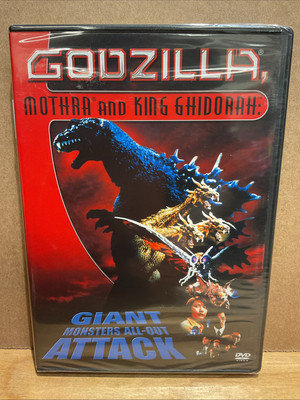 GODZILLA,
MOTHRA AND KING GHIDORAH:
GIANT
MONSTERS ALL-OUT
ATTACK
DVD